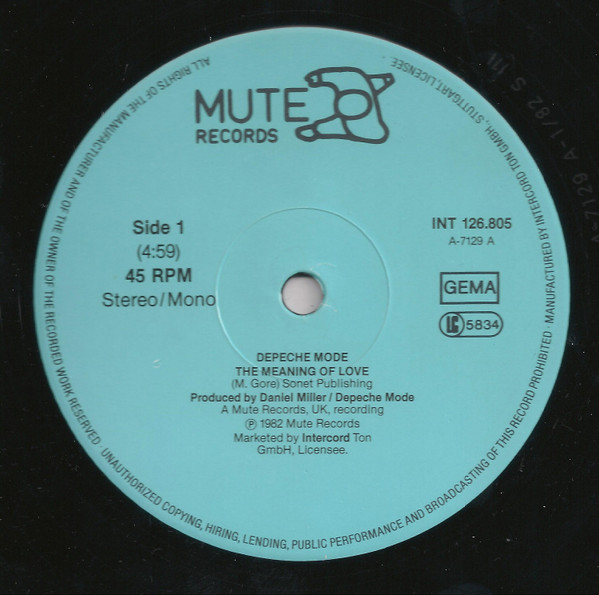 MUTE
RECORDS
Side 1
(4:59)
45 RPM
Stereo/Mono
INT 126.805
A-7129 A
GEMA
LC 5834
DEPECHE MODE
THE MEANING OF LOVE
(M. Gore) Sonet Publishing
Produced by Daniel Miller / Depeche Mode
A Mute Records, UK, recording
Ⓟ 1982 Mute Records
Marketed by Intercord Ton
GmbH, Licensee.
ALL RIGHTS OF THE MANUFACTURER AND OF THE OWNER OF THE RECORDED WORK RESERVED · UNAUTHORIZED COPYING, HIRING, LENDING, PUBLIC PERFORMANCE AND BROADCASTING OF THIS RECORD PROHIBITED · MANUFACTURED BY INTERCORD TON GMBH, STUTTGART, LICENSEE
A-7129 A-1/82 S